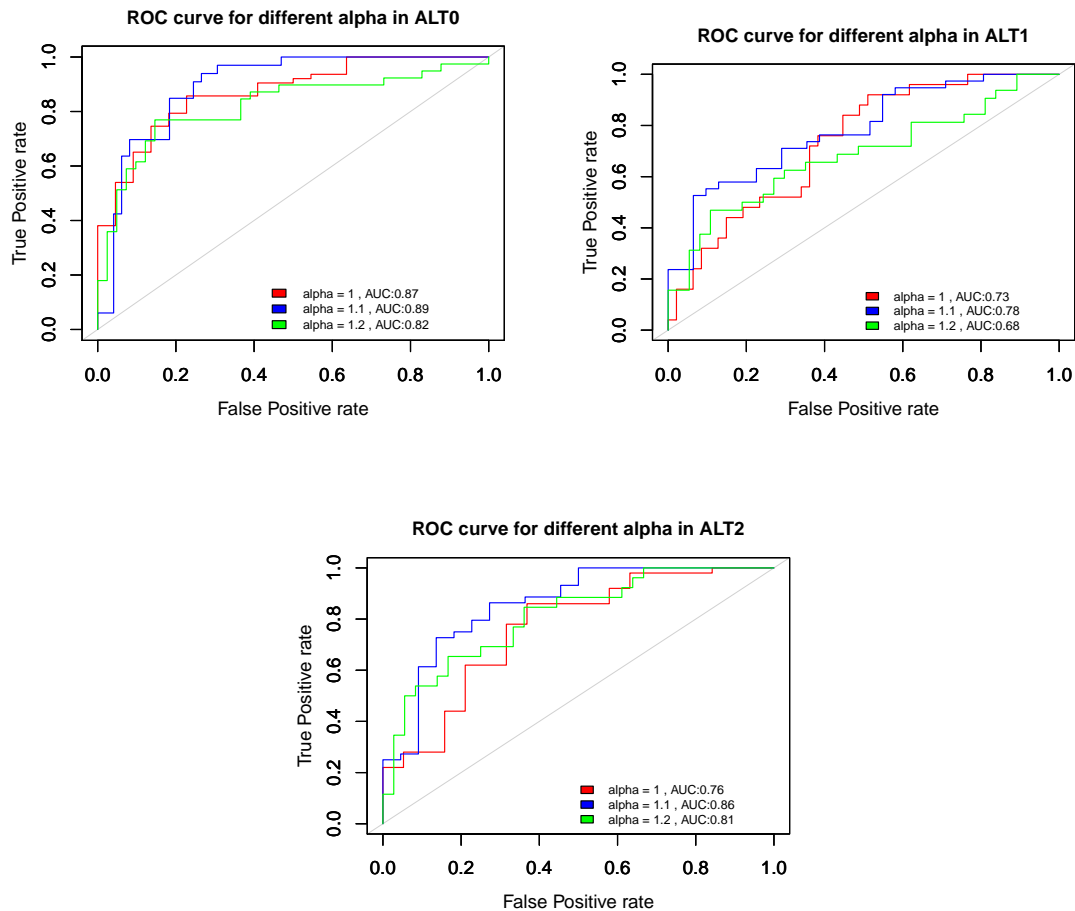 ROC curve for different alpha in ALT0
True Positive rate
0.0 0.2 0.4 0.6 0.8 1.0
alpha = 1 , AUC:0.87
alpha = 1.1 , AUC:0.89
alpha = 1.2 , AUC:0.82
0.0 0.2 0.4 0.6 0.8 1.0
False Positive rate
ROC curve for different alpha in ALT1
True Positive rate
0.0 0.2 0.4 0.6 0.8 1.0
alpha = 1 , AUC:0.73
alpha = 1.1 , AUC:0.78
alpha = 1.2 , AUC:0.68
0.0 0.2 0.4 0.6 0.8 1.0
False Positive rate
ROC curve for different alpha in ALT2
True Positive rate
0.0 0.2 0.4 0.6 0.8 1.0
alpha = 1 , AUC:0.76
alpha = 1.1 , AUC:0.86
alpha = 1.2 , AUC:0.81
0.0 0.2 0.4 0.6 0.8 1.0
False Positive rate